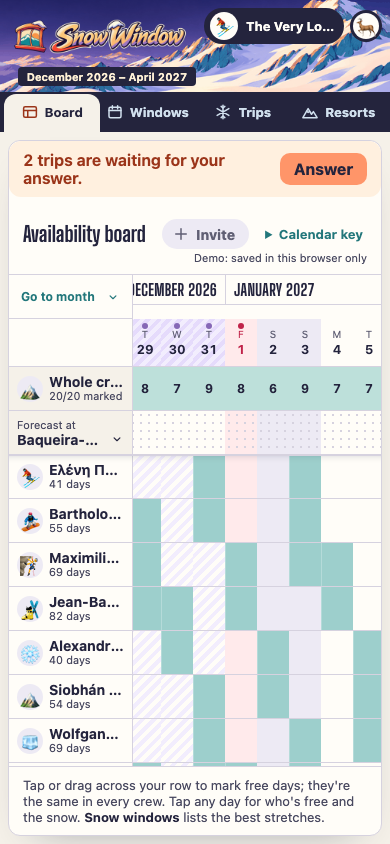 SnowWindow
The Very Lo...
December 2026 – April 2027
Board
Windows
Trips
Resorts
2 trips are waiting for your
answer.
Answer
Availability board
Invite
Calendar key
Demo: saved in this browser only
Go to month
DECEMBER 2026
JANUARY 2027
T W T F S S M T
29 30 31 1 2 3 4 5
Whole cr...
20/20 marked
8 7 9 8 6 9 7 7
Forecast at
Baqueira-...
Ελένη Π...
41 days
Bartholo...
55 days
Maximili...
69 days
Jean-Ba...
82 days
Alexandr...
40 days
Siobhán ...
54 days
Wolfgan...
69 days
Tap or drag across your row to mark free days; they're
the same in every crew. Tap any day for who's free and
the snow. Snow windows lists the best stretches.